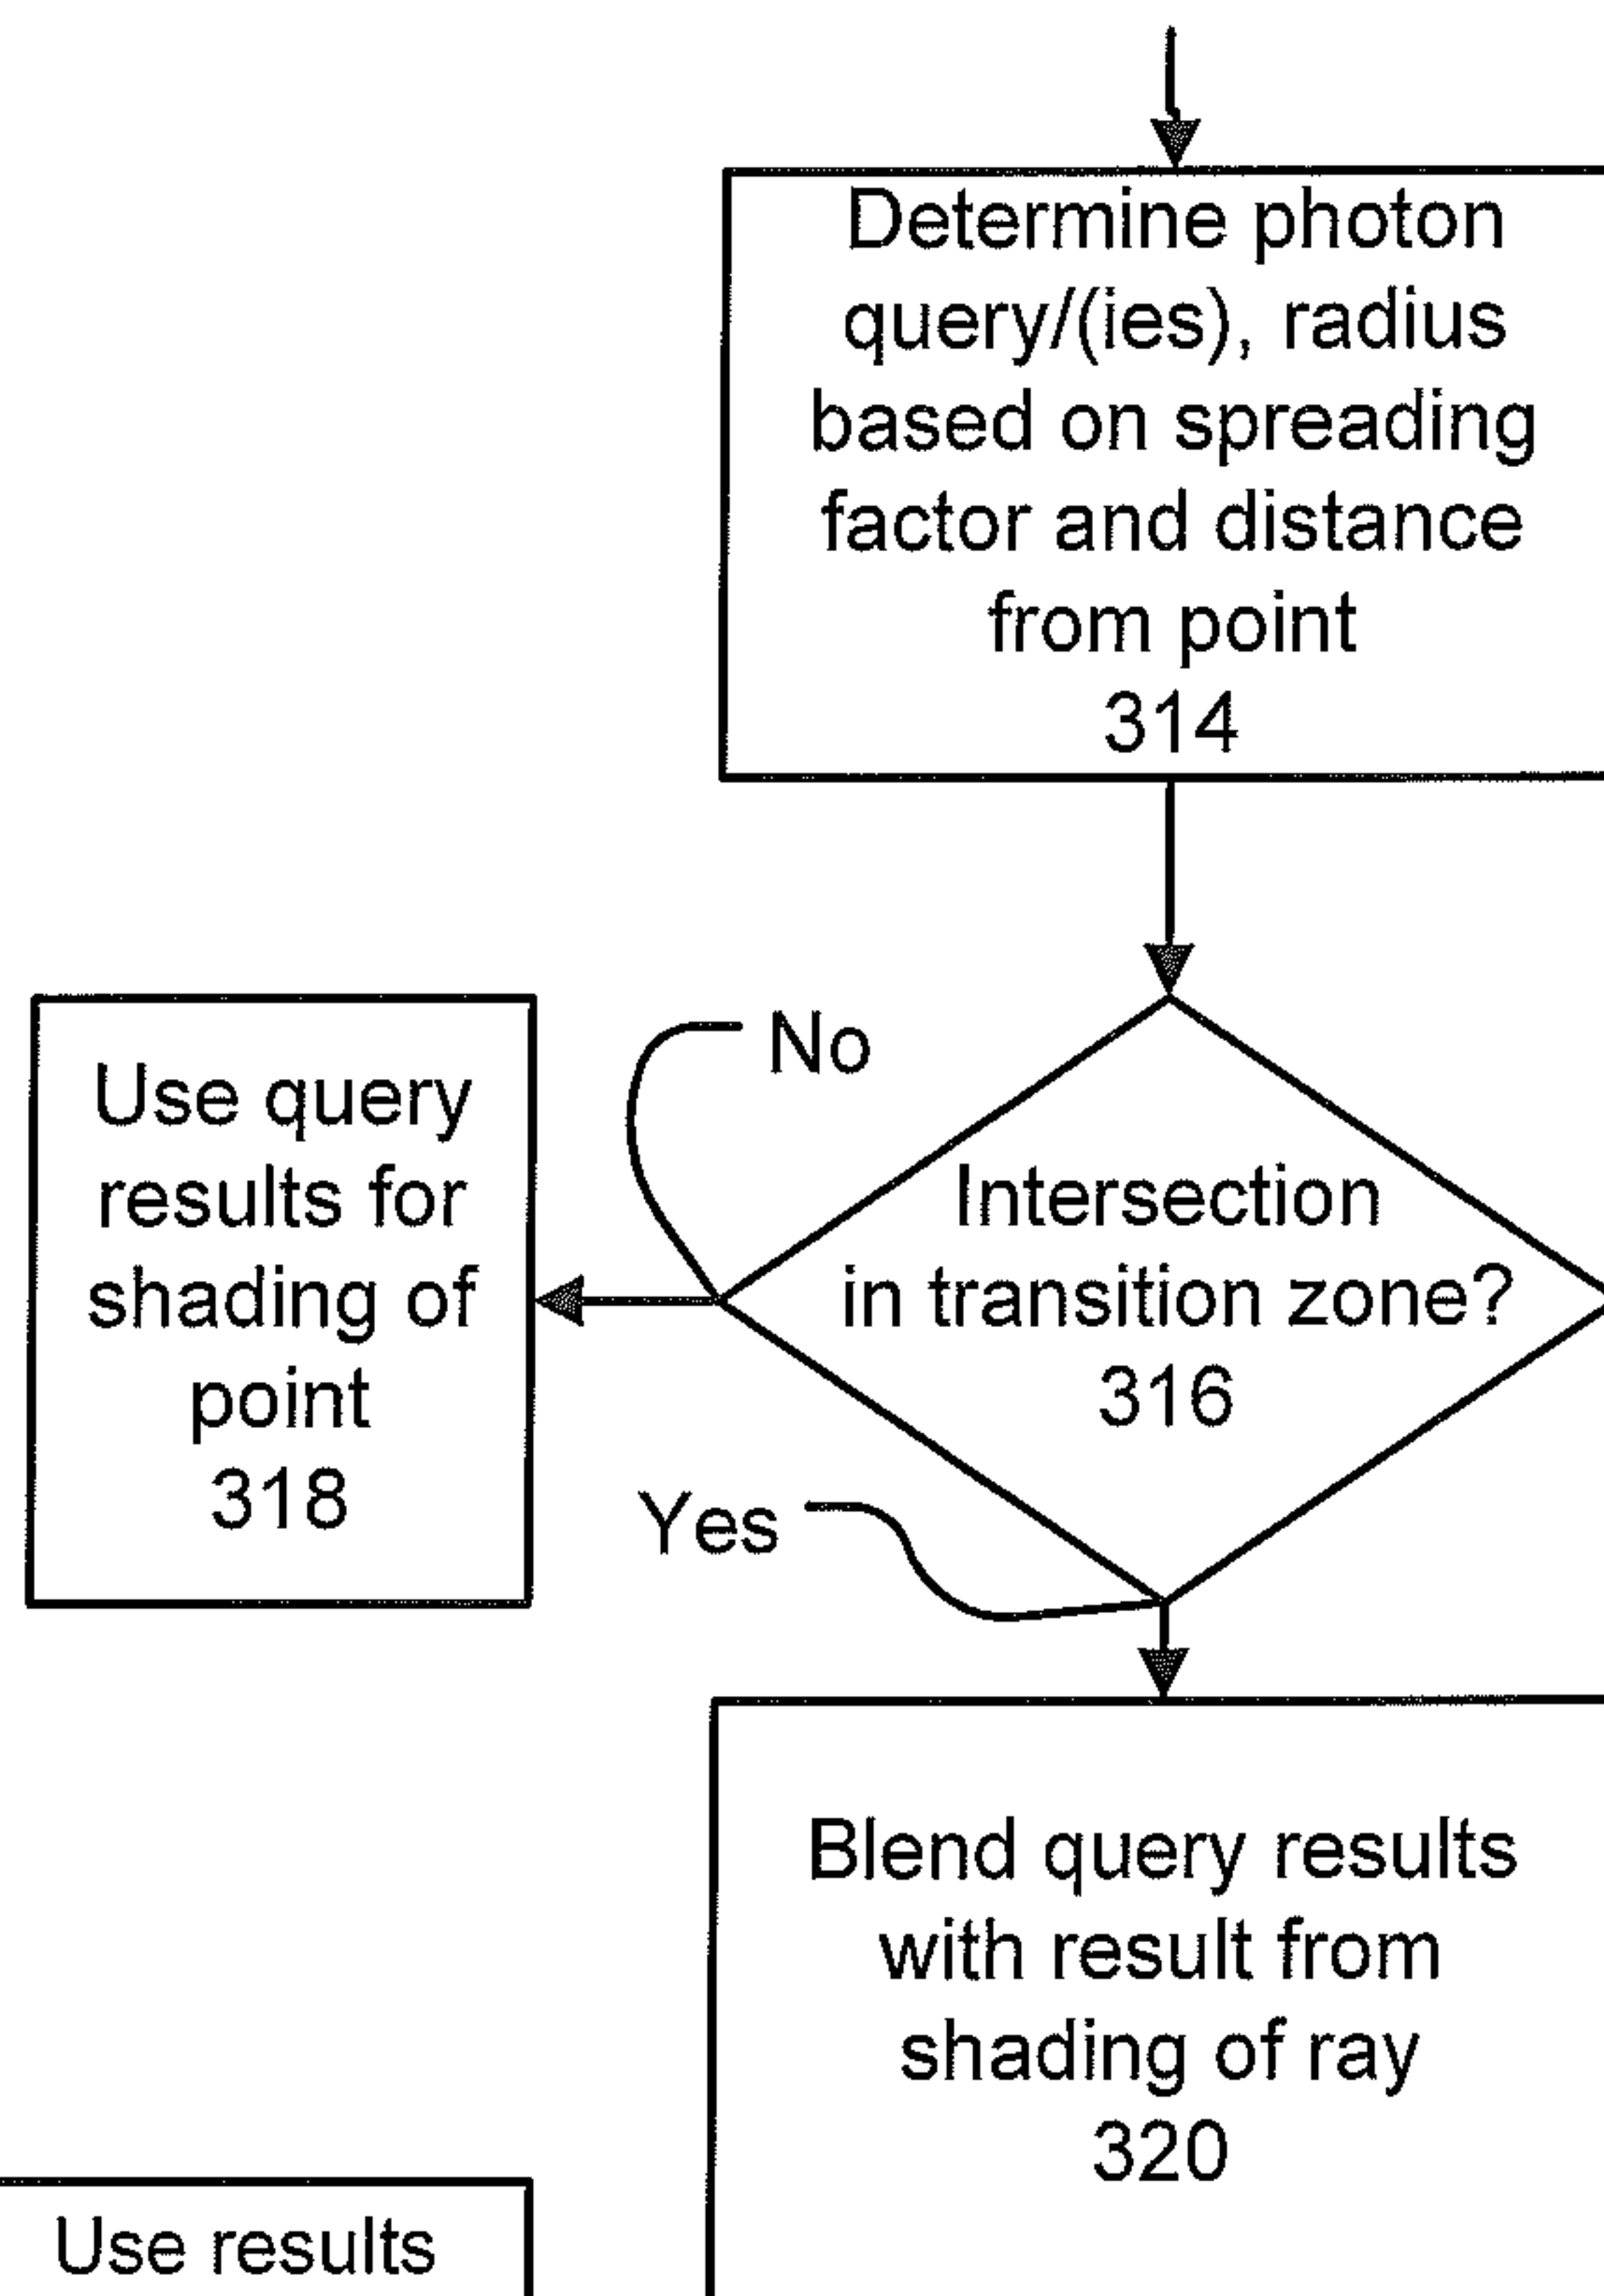 Determine photon
query/(ies), radius
based on spreading
factor and distance
from point
314
No
Use query
results for
shading of
point
318
Intersection
in transition zone?
316
Yes
Blend query results
with result from
shading of ray
320
Use results